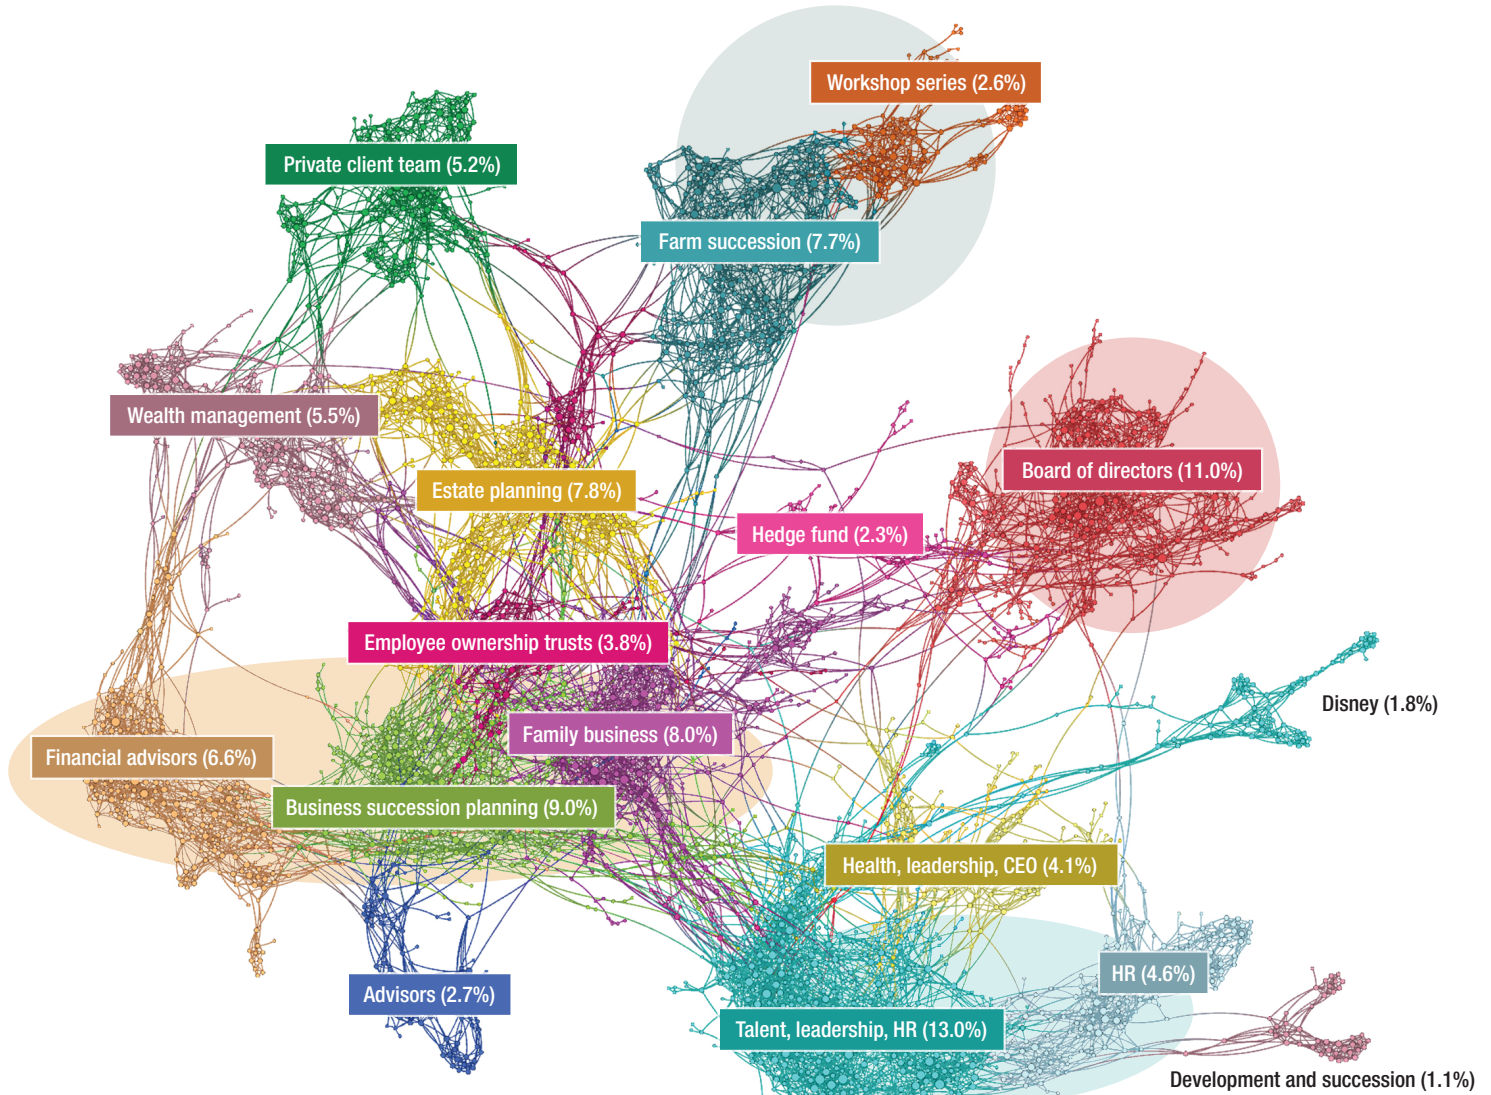 Workshop series (2.6%)
Private client team (5.2%)
Farm succession (7.7%)
Wealth management (5.5%)
Board of directors (11.0%)
Estate planning (7.8%)
Hedge fund (2.3%)
Employee ownership trusts (3.8%)
Disney (1.8%)
Family business (8.0%)
Financial advisors (6.6%)
Business succession planning (9.0%)
Health, leadership, CEO (4.1%)
HR (4.6%)
Advisors (2.7%)
Talent, leadership, HR (13.0%)
Development and succession (1.1%)